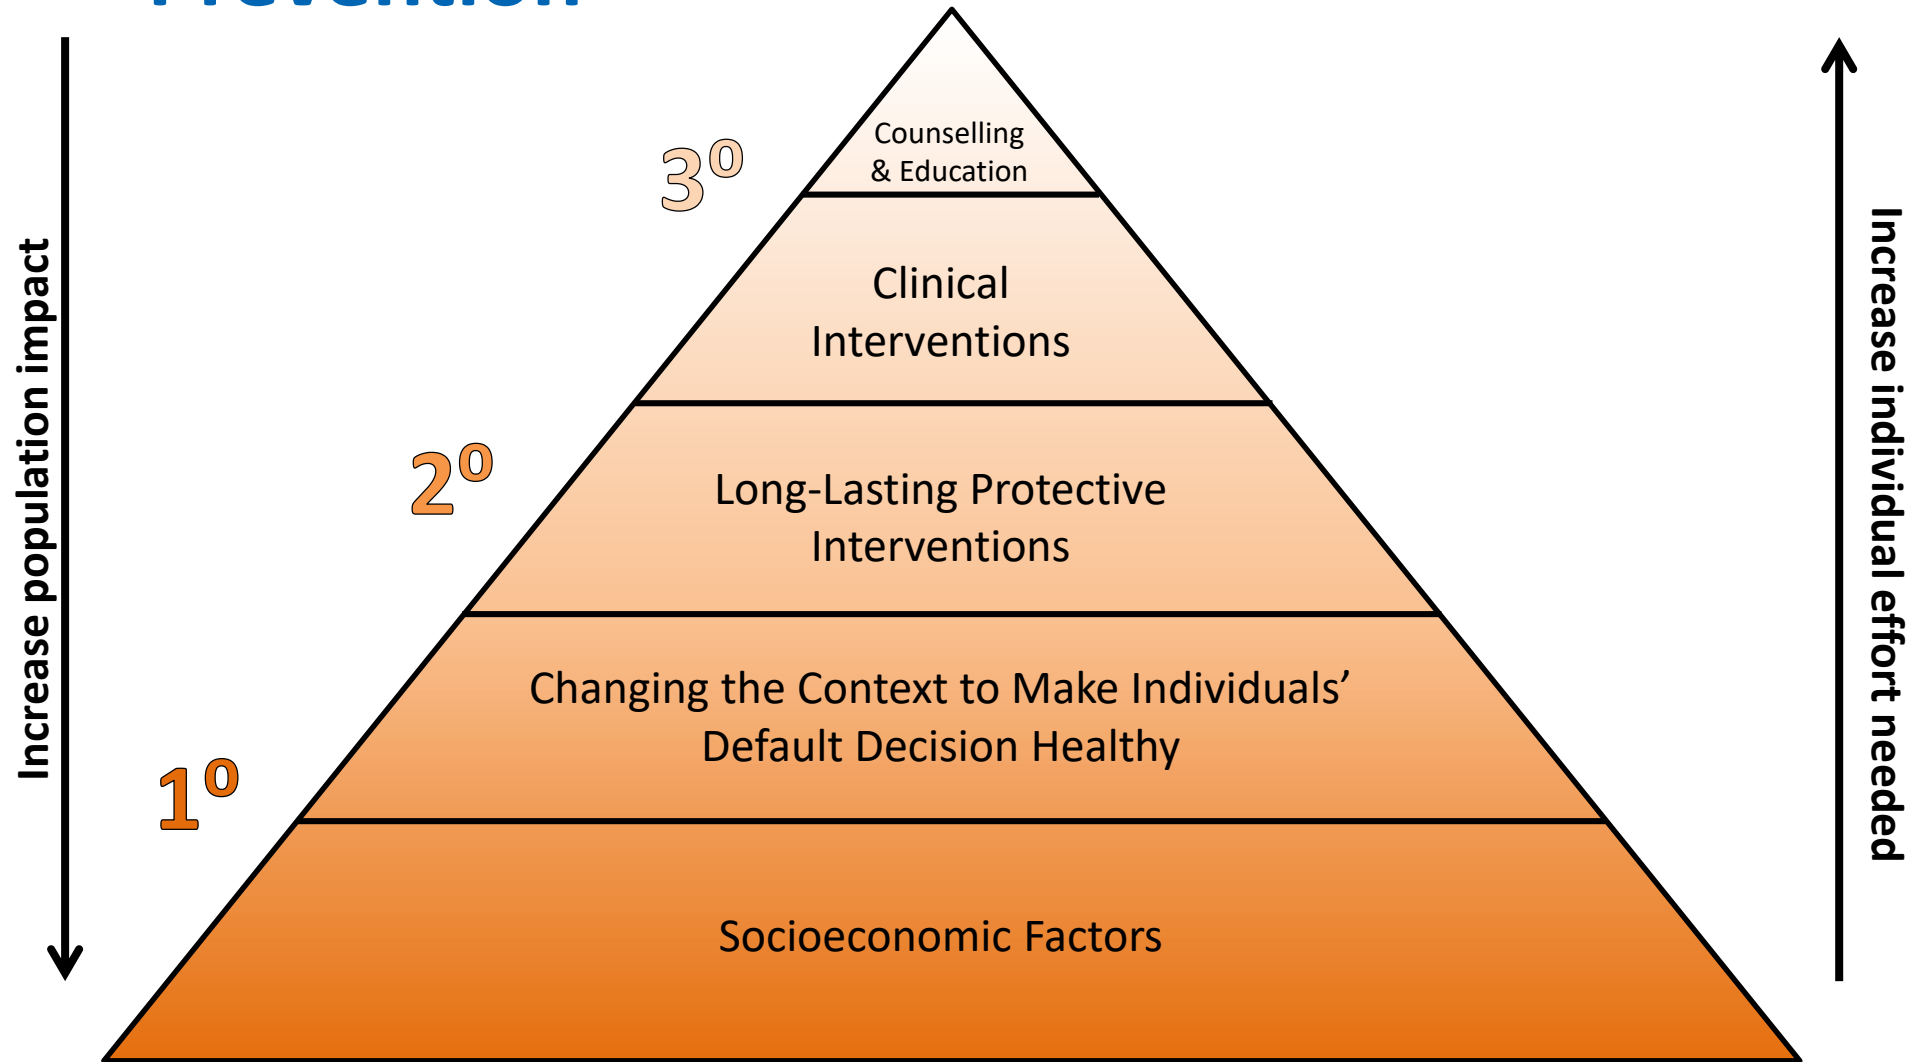 Prevention
Increase population impact
Counselling
& Education
3⁰
Clinical
Interventions
2⁰
Long-Lasting Protective
Interventions
Changing the Context to Make Individuals’
Default Decision Healthy
1⁰
Socioeconomic Factors
Increase individual effort needed